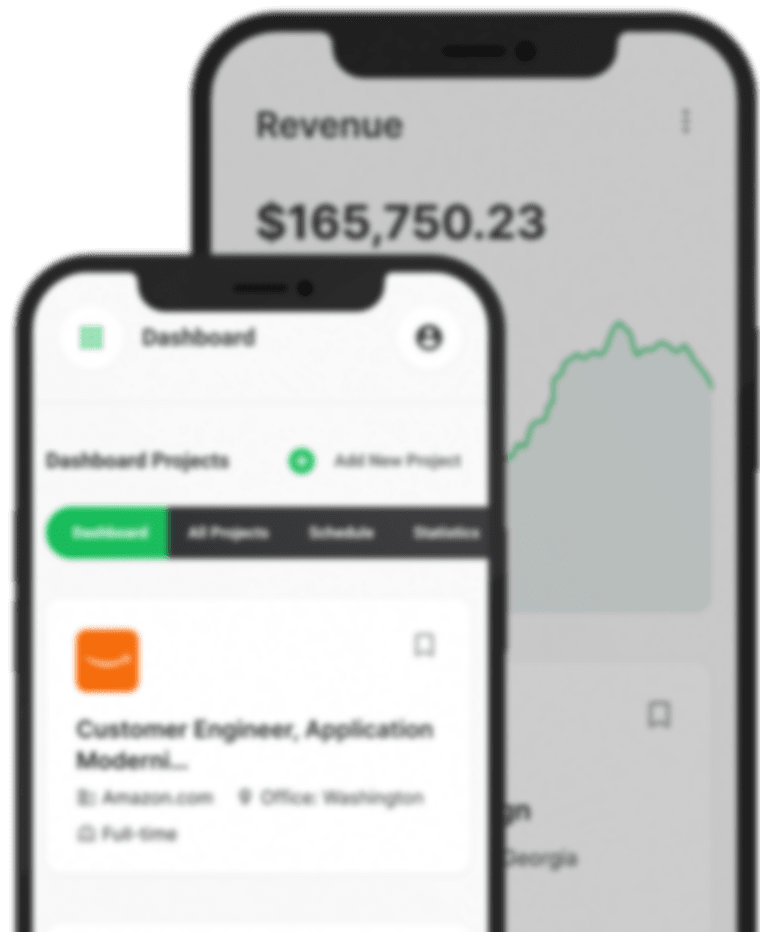 Revenue
$165,750.23
Dashboard
Dashboard Projects
Add New Project
Dashboard All Projects Schedule Statistics
Customer Engineer, Application
Moderni...
Amazon.com Office: Washington
Full-time
gn
Georgia